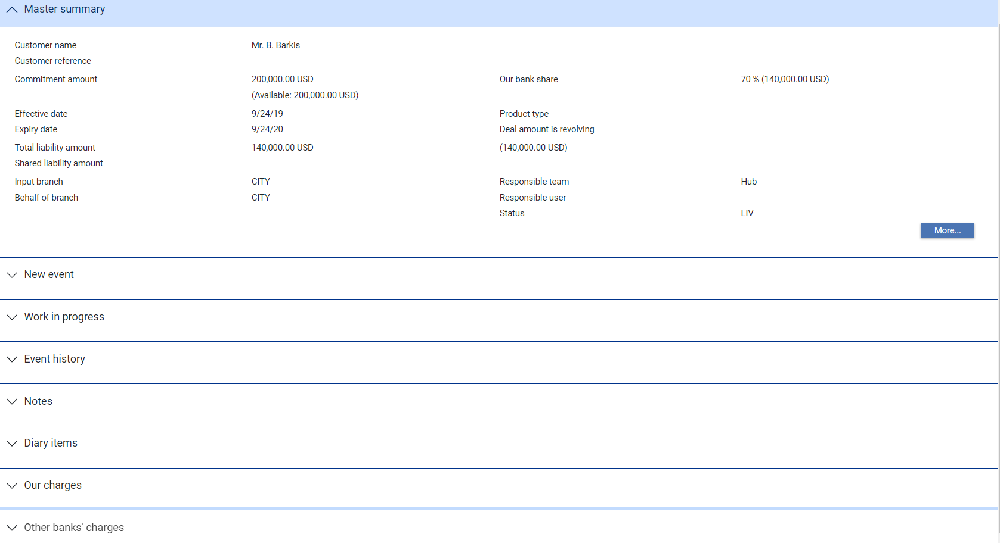 Master summary
Customer name Mr. B. Barkis
Customer reference
Commitment amount 200,000.00 USD Our bank share 70 % (140,000.00 USD)
(Available: 200,000.00 USD)
Effective date 9/24/19 Product type
Expiry date 9/24/20 Deal amount is revolving
Total liability amount 140,000.00 USD (140,000.00 USD)
Shared liability amount
Input branch CITY Responsible team Hub
Behalf of branch CITY Responsible user
Status LIV
More...
New event
Work in progress
Event history
Notes
Diary items
Our charges
Other banks' charges